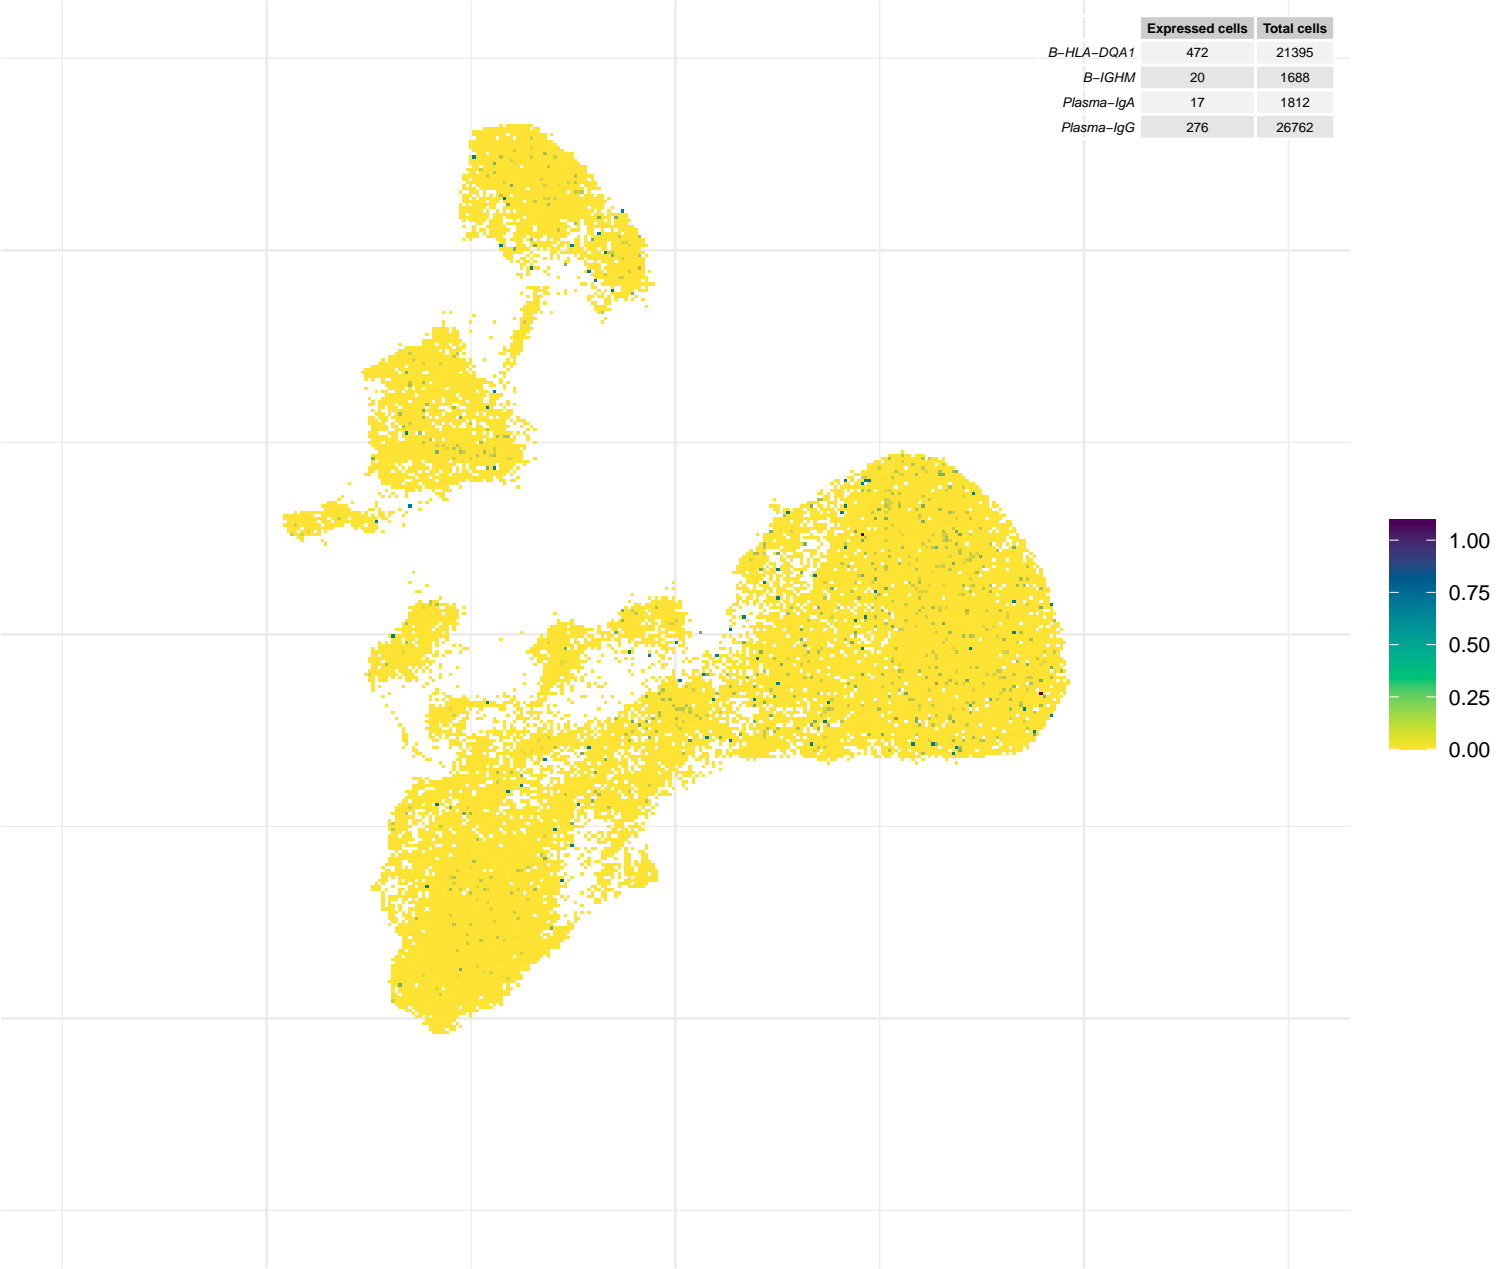 Expressed cells Total cells
B−HLA−DQA1 472 21395
B−IGHM 20 1688
Plasma−IgA 17 1812
Plasma−IgG 276 26762
1.00
0.75
0.50
0.25
0.00